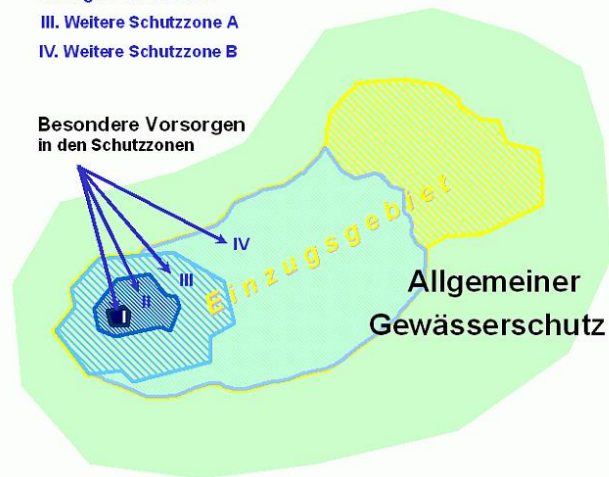 III. Weitere Schutzzone A
IV. Weitere Schutzzone B
Besondere Vorsorgen
in den Schutzzonen
IV
III
II
I
Einzugsgebiet
Allgemeiner
Gewässerschutz